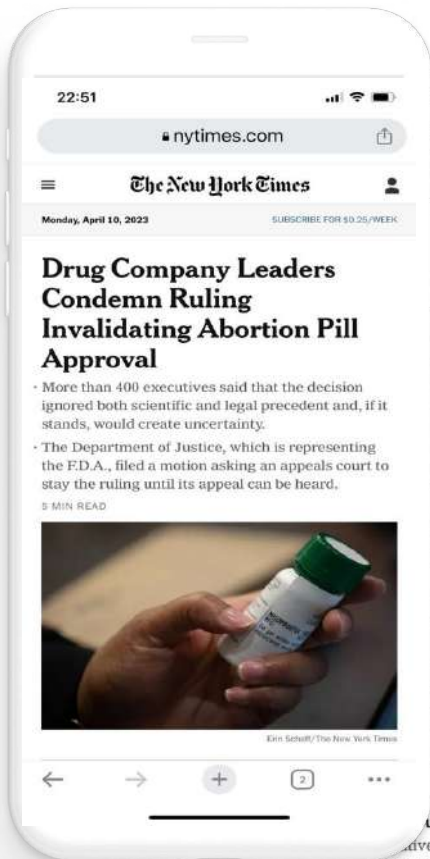 22:51
nytimes.com
The New York Times
Monday, April 10, 2023
SUBSCRIBE FOR $0.25/WEEK
Drug Company Leaders
Condemn Ruling
Invalidating Abortion Pill
Approval
• More than 400 executives said that the decision
ignored both scientific and legal precedent and, if it
stands, would create uncertainty.
• The Department of Justice, which is representing
the F.D.A., filed a motion asking an appeals court to
stay the ruling until its appeal can be heard.
5 MIN READ
Erin Schaff/The New York Times
2